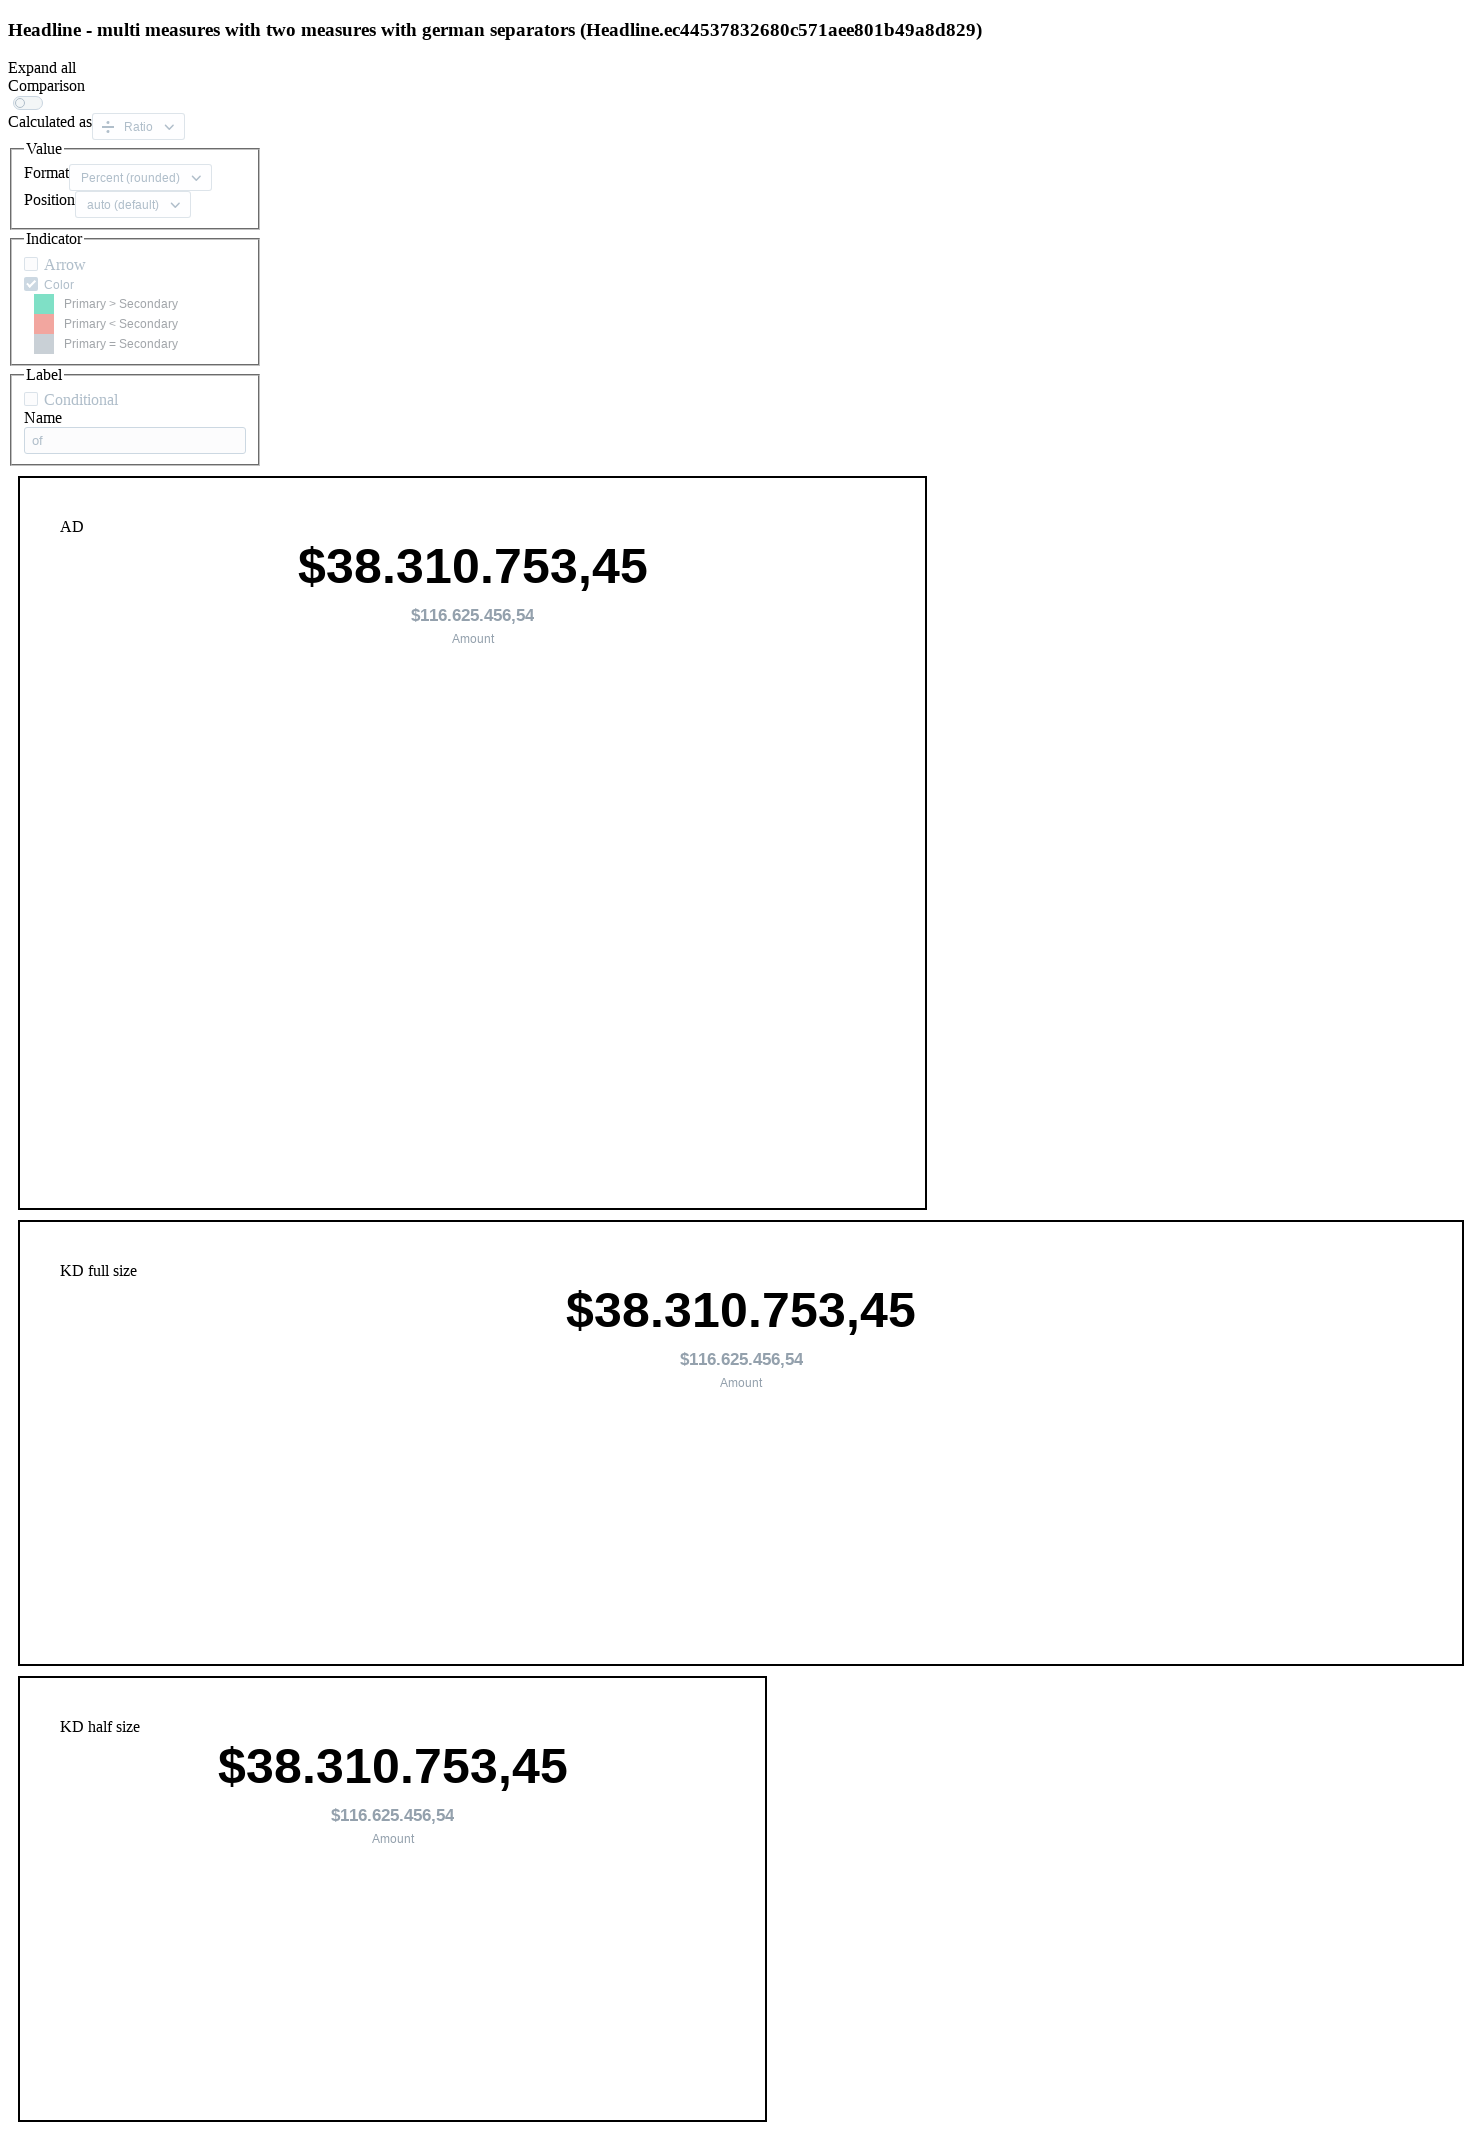 Headline - multi measures with two measures with german separators (Headline.ec44537832680c571aee801b49a8d829)
Expand all
Comparison
Calculated as Ratio
Value
Format Percent (rounded)
Position auto (default)
Indicator
Arrow
Color
Primary > Secondary
Primary < Secondary
Primary = Secondary
Label
Conditional
Name
of
AD
$38.310.753,45
$116.625.456,54
Amount
KD full size
$38.310.753,45
$116.625.456,54
Amount
KD half size
$38.310.753,45
$116.625.456,54
Amount